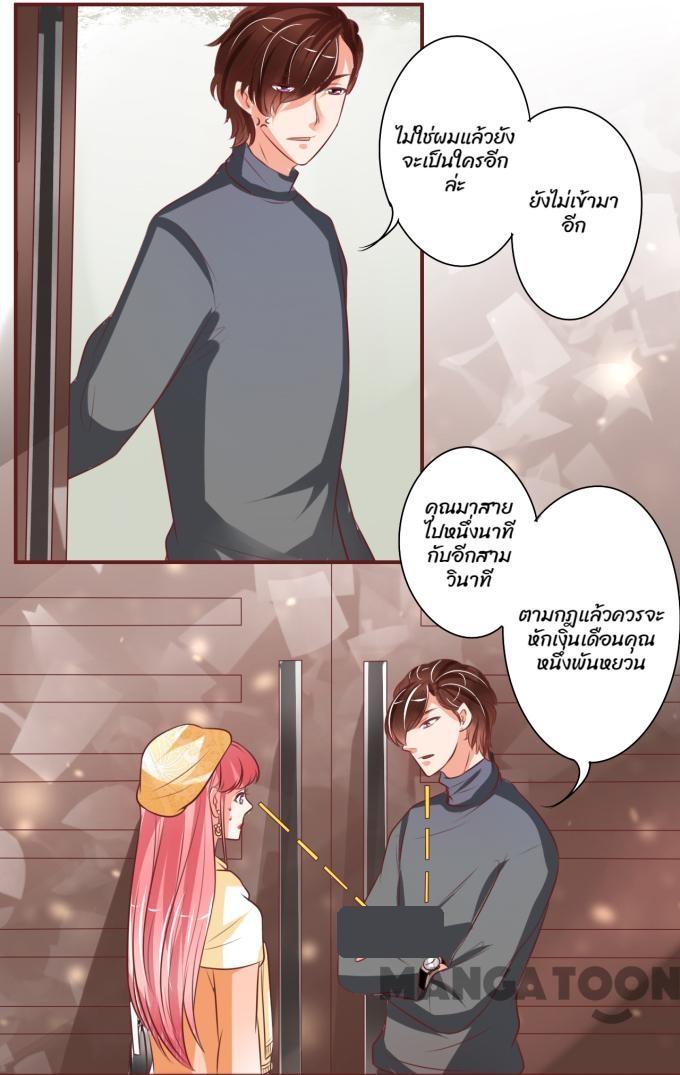 ไม่ใช่ผมแล้วยัง
จะเป็นใครอีก
ล่ะ
ยังไม่เข้ามา
อีก
คุณมาสาย
ไปหนึ่งนาที
กับอีกสาม
วินาที
ตามกฎแล้วควรจะ
หักเงินเดือนคุณ
หนึ่งพันหยวน
MANGATOON